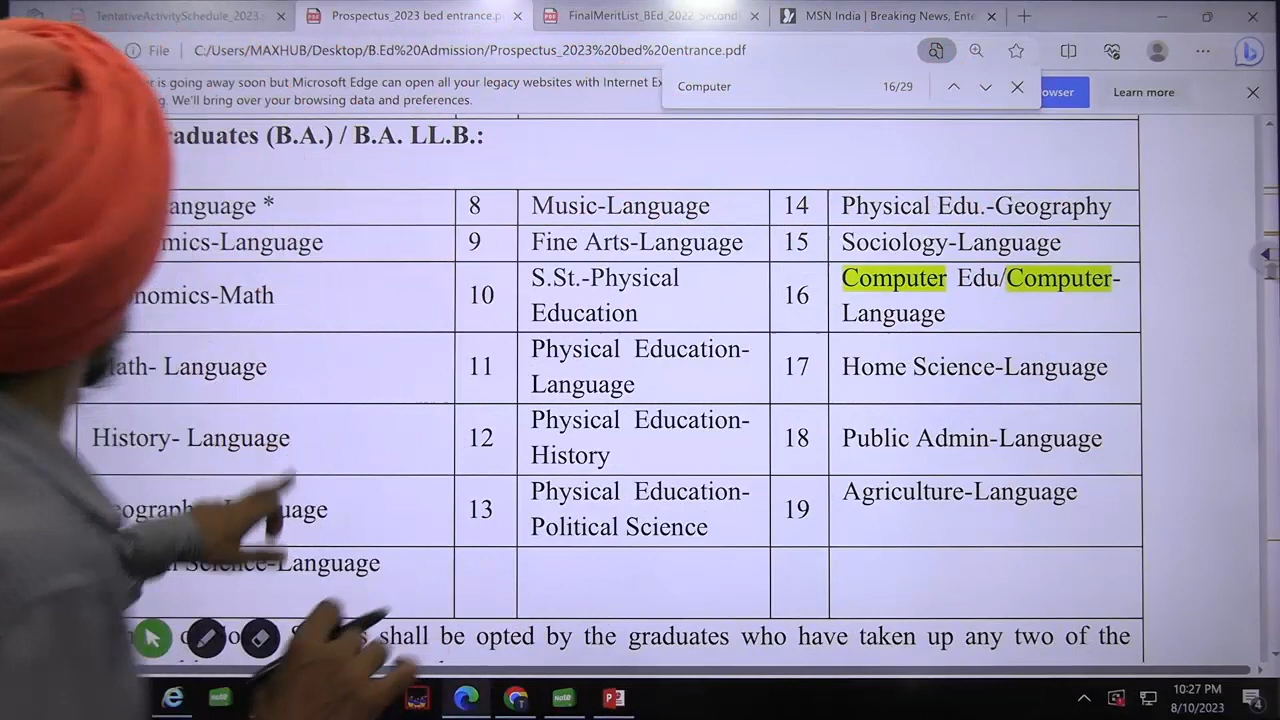 TentativeActivitySchedule_2023.
Prospectus_2023 bed entrance.p
FinalMeritList_BEd_2022_Second
MSN India | Breaking News, Ente
File
C:/Users/MAXHUB/Desktop/B.Ed%20Admission/Prospectus_2023%20bed%20entrance.pdf
is going away soon but Microsoft Edge can open all your legacy websites with Internet Ex
We'll bring over your browsing data and preferences.
Computer
16/29
owser
Learn more
raduates (B.A.) / B.A. LL.B.:
anguage *
8
Music-Language
14
Physical Edu.-Geography
mics-Language
9
Fine Arts-Language
15
Sociology-Language
nomics-Math
10
S.St.-Physical
Education
16
Computer Edu/Computer-
Language
ath- Language
11
Physical Education-
Language
17
Home Science-Language
History- Language
12
Physical Education-
History
18
Public Admin-Language
13
Physical Education-
Political Science
19
Agriculture-Language
Science-Language
shall be opted by the graduates who have taken up any two of the
Note
Note
10:27 PM
8/10/2023
4